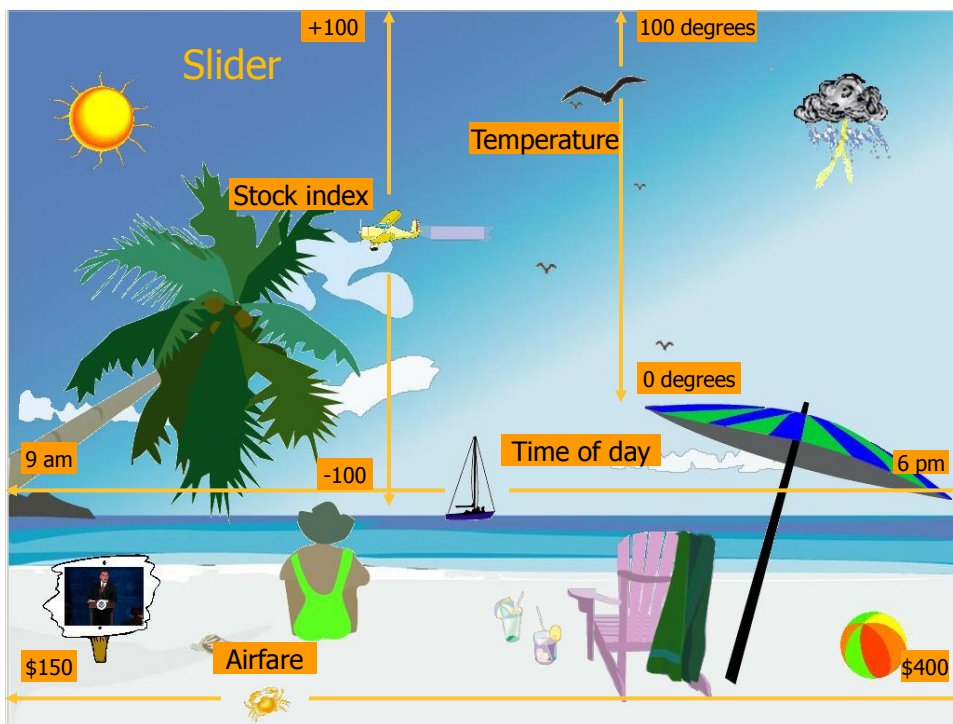 +100
100 degrees
Slider
Temperature
Stock index
0 degrees
Time of day
9 am
6 pm
-100
Airfare
$150
$400